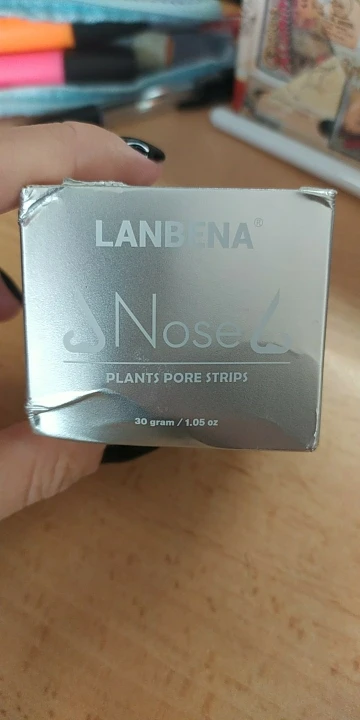 LANBENA®
Nose
PLANTS PORE STRIPS
30 gram / 1.05 oz